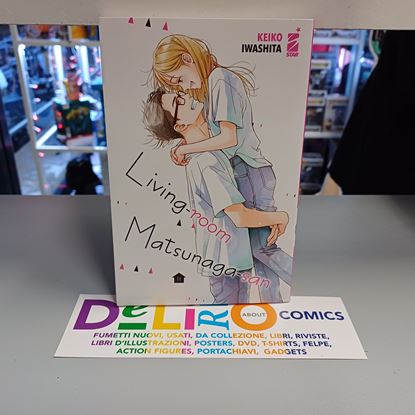 KEIKO
IWASHITA
STAR
Living-room
Matsunaga-san
11
DIeLIRO ABOUT COMICS
FUMETTI NUOVI, USATI, DA COLLEZIONE, LIBRI, RIVISTE,
LIBRI D'ILLUSTRAZIONI, POSTERS, DVD, T-SHIRTS, FELPE,
ACTION FIGURES, PORTACHIAVI, GADGETS